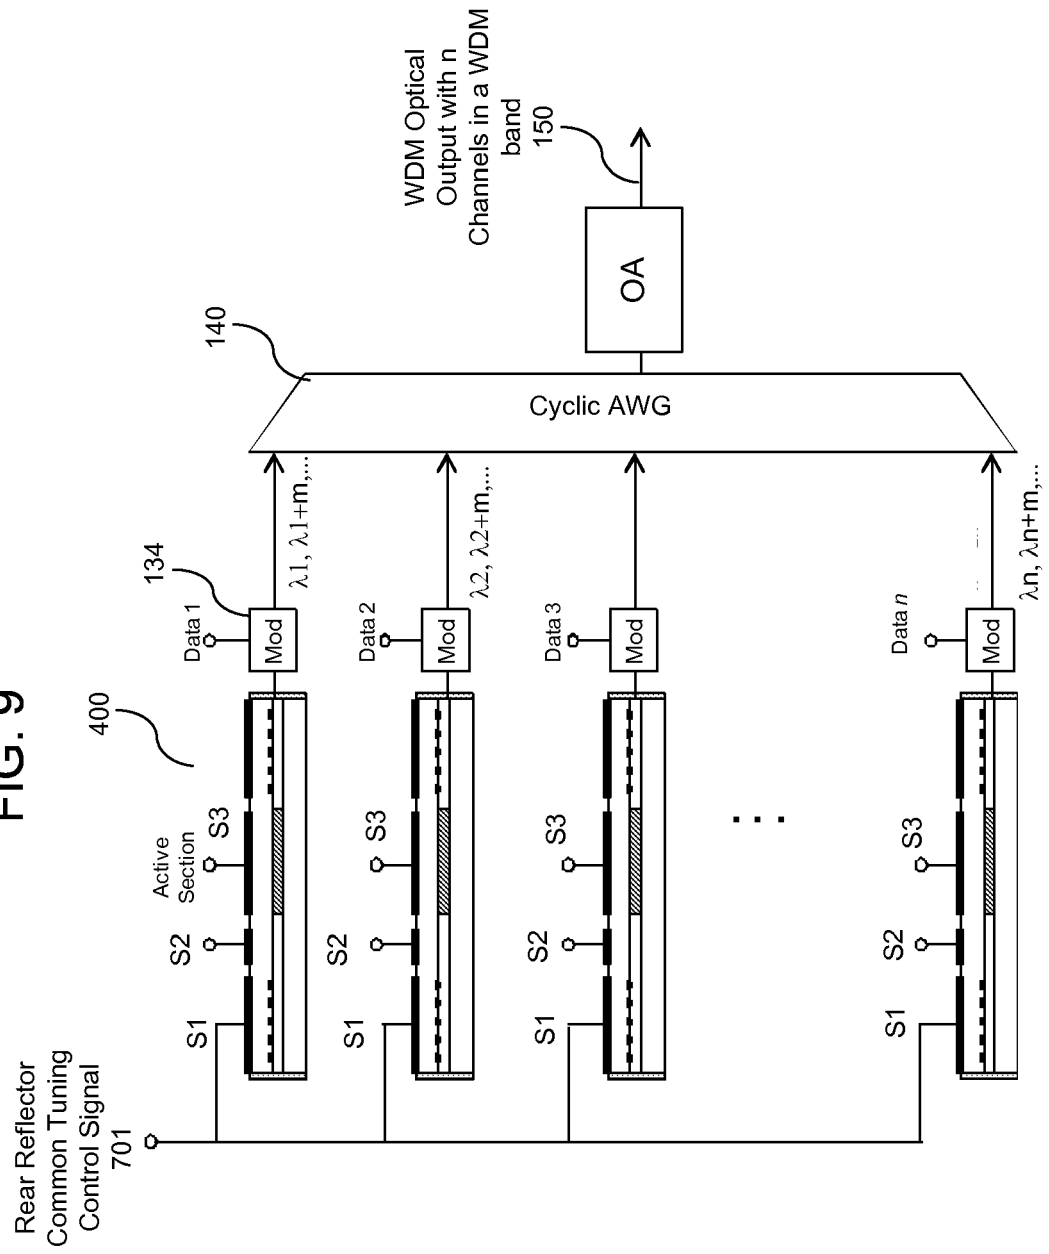 FIG. 9
Rear Reflector
Common Tuning
Control Signal
701
S1
S2
Active
Section
S3
400
Data 1
134
Mod
λ1, λ1+m,...
S1
S2
S3
Data 2
Mod
λ2, λ2+m,...
S1
S2
S3
Data 3
Mod
...
S1
S2
S3
Data n
Mod
λn, λn+m,...
140
Cyclic AWG
OA
WDM Optical
Output with n
Channels in a WDM
band
150